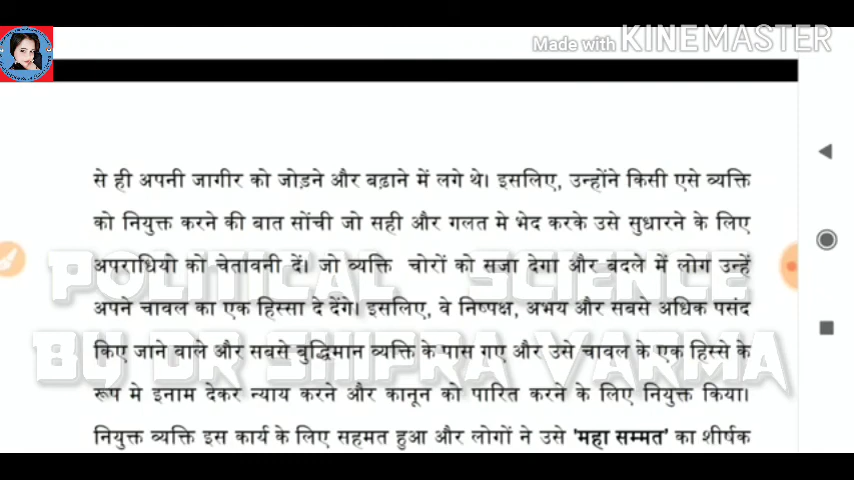 Made with KINEMASTER
से ही अपनी जागीर को जोड़ने और बढ़ाने में लगे थे। इसलिए, उन्होंने किसी एसे व्यक्ति
को नियुक्त करने की बात सोंची जो सही और गलत मे भेद करके उसे सुधारने के लिए
अपराधियो को चेतावनी दें। जो व्यक्ति चोरों को सजा देगा और बदले में लोग उन्हें
POLITICAL SCIENCE
अपने चावल का एक हिस्सा दे देंगे। इसलिए, वे निष्पक्ष, अभय और सबसे अधिक पसंद
किए जाने वाले और सबसे बुद्धिमान व्यक्ति के पास गए और उसे चावल के एक हिस्से के
BY DR SHIPRA VARMA
रूप मे इनाम देकर न्याय करने और कानून को पारित करने के लिए नियुक्त किया।
नियुक्त व्यक्ति इस कार्य के लिए सहमत हुआ और लोगों ने उसे 'महा सम्मत' का शीर्षक